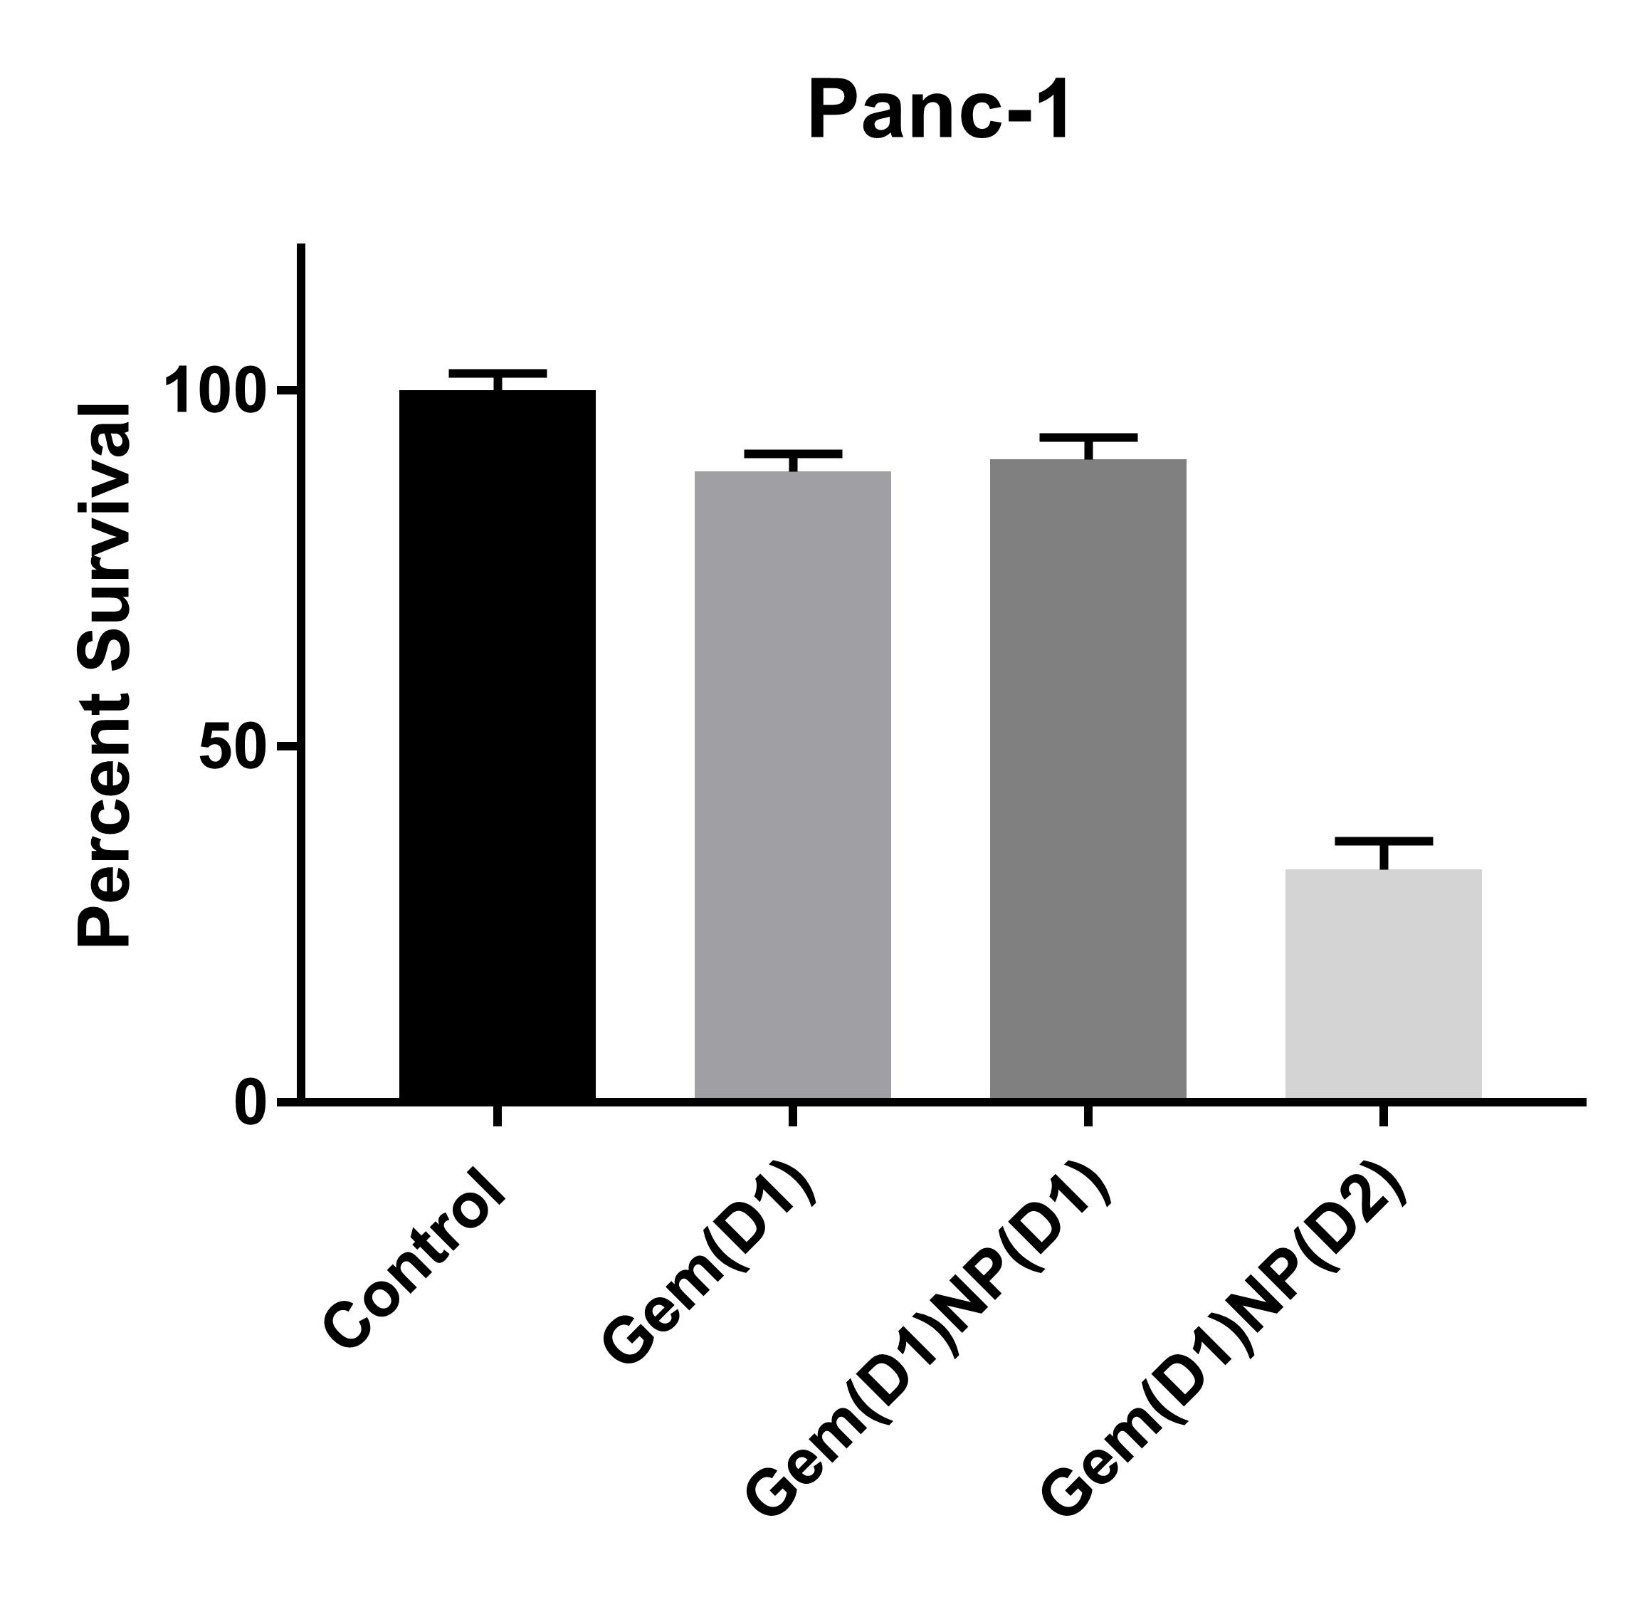 Panc-1
Percent Survival
100
50
0
Control
Gem(D1)
Gem(D1)NP(D1)
Gem(D1)NP(D2)